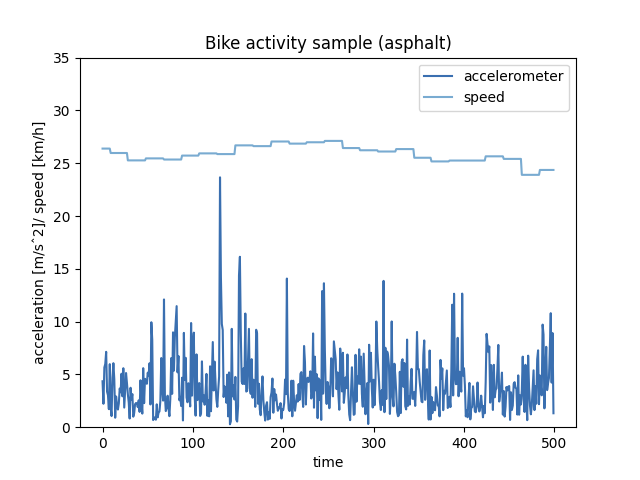 Bike activity sample (asphalt)
accelerometer
speed
35
30
25
20
15
10
5
0
acceleration [m/sˆ2]/ speed [km/h]
0 100 200 300 400 500
time